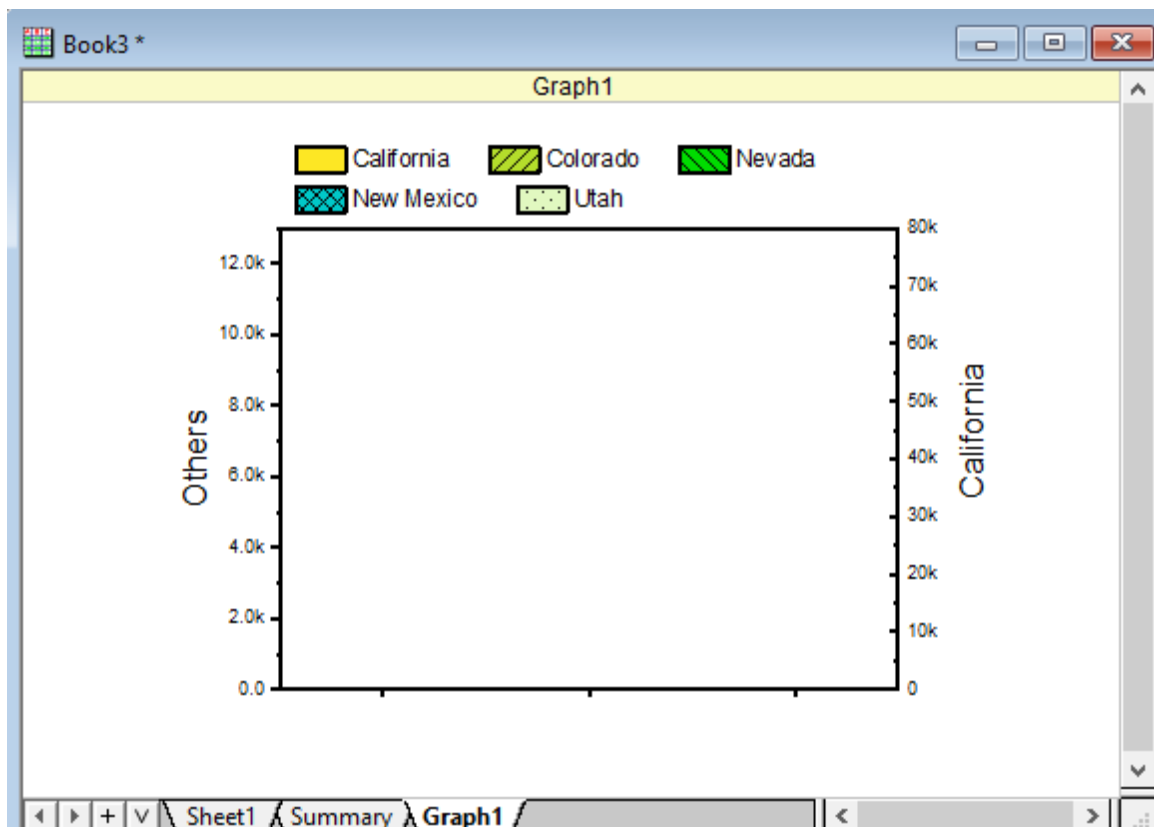 Book3 *
Graph1
California Colorado Nevada
New Mexico Utah
80k
12.0k
70k
10.0k
60k
8.0k
50k
Others
California
6.0k
40k
30k
4.0k
20k
2.0k
10k
0.0
0
+ V Sheet1 Summary Graph1